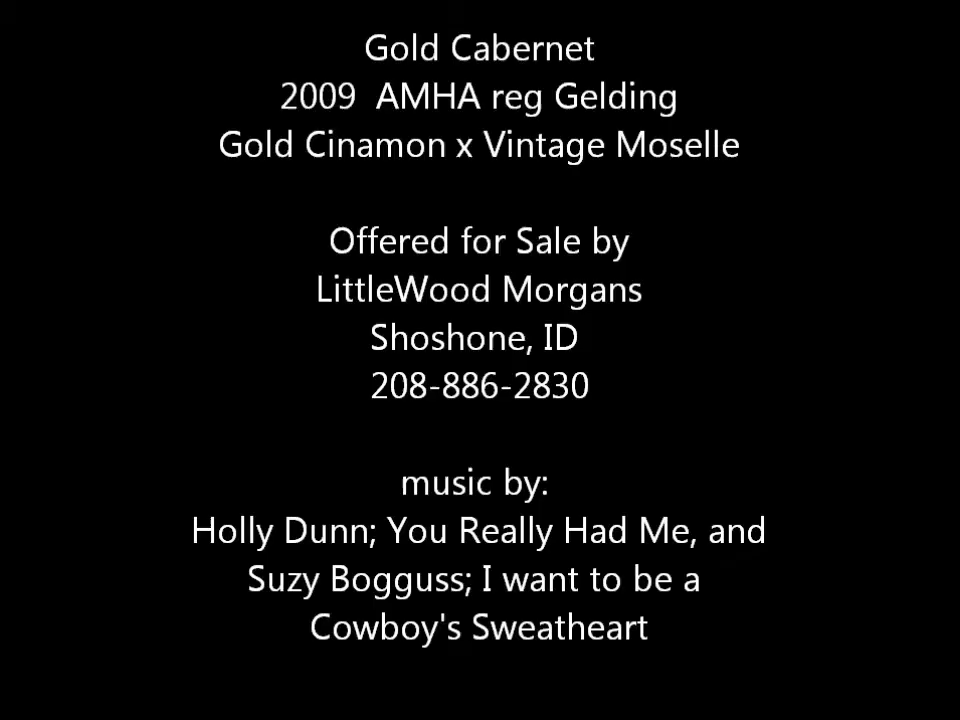 Gold Cabernet
2009  AMHA reg Gelding
Gold Cinamon x Vintage Moselle
Offered for Sale by
LittleWood Morgans
Shoshone, ID
208-886-2830
music by:
Holly Dunn; You Really Had Me, and
Suzy Bogguss; I want to be a
Cowboy's Sweatheart